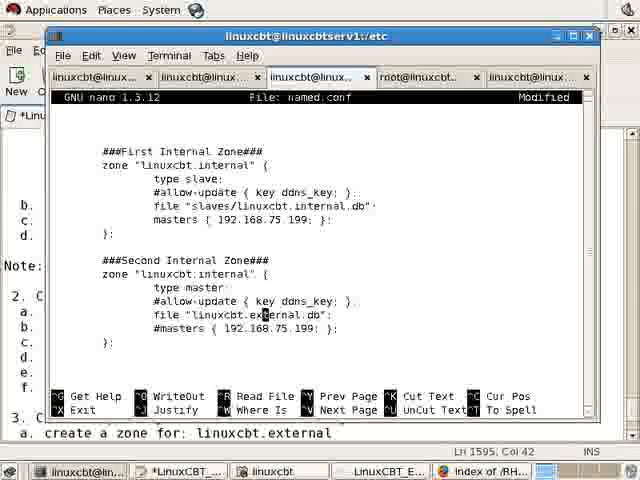 Applications Places System
linuxcbt@linuxcbtserv1:/etc
File Edit View Terminal Tabs Help
linuxcbt@linux... linuxcbt@linux... linuxcbt@linux... root@linuxcbt... linuxcbt@linux...
GNU nano 1.3.12 File: named.conf Modified
###First Internal Zone###
zone "linuxcbt.internal" {
type slave;
#allow-update { key ddns_key; };
file "slaves/linuxcbt.internal.db";
masters { 192.168.75.199; };
};
###Second Internal Zone###
zone "linuxcbt.internal" {
type master
#allow-update { key ddns_key; };
file "linuxcbt.external.db";
#masters { 192.168.75.199; };
};
^G Get Help ^O WriteOut ^R Read File ^Y Prev Page ^K Cut Text ^C Cur Pos
^X Exit ^J Justify ^W Where Is ^V Next Page ^U UnCut Text ^T To Spell
File
New
*Linu
b.
c.
d.
Note:
2. C
a.
b.
c.
d.
e.
f.
3. C
a. create a zone for: linuxcbt.external
Ln 1595, Col 42 INS
linuxcbt@lin... *LinuxCBT_... linuxcbt LinuxCBT_E... Index of /RH...